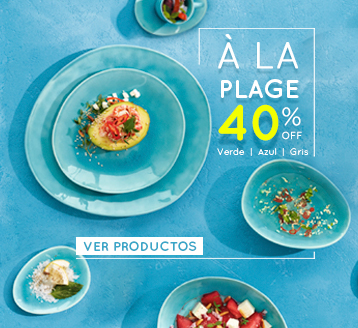 À LA
PLAGE
40%
OFF
Verde | Azul | Gris
VER PRODUCTOS